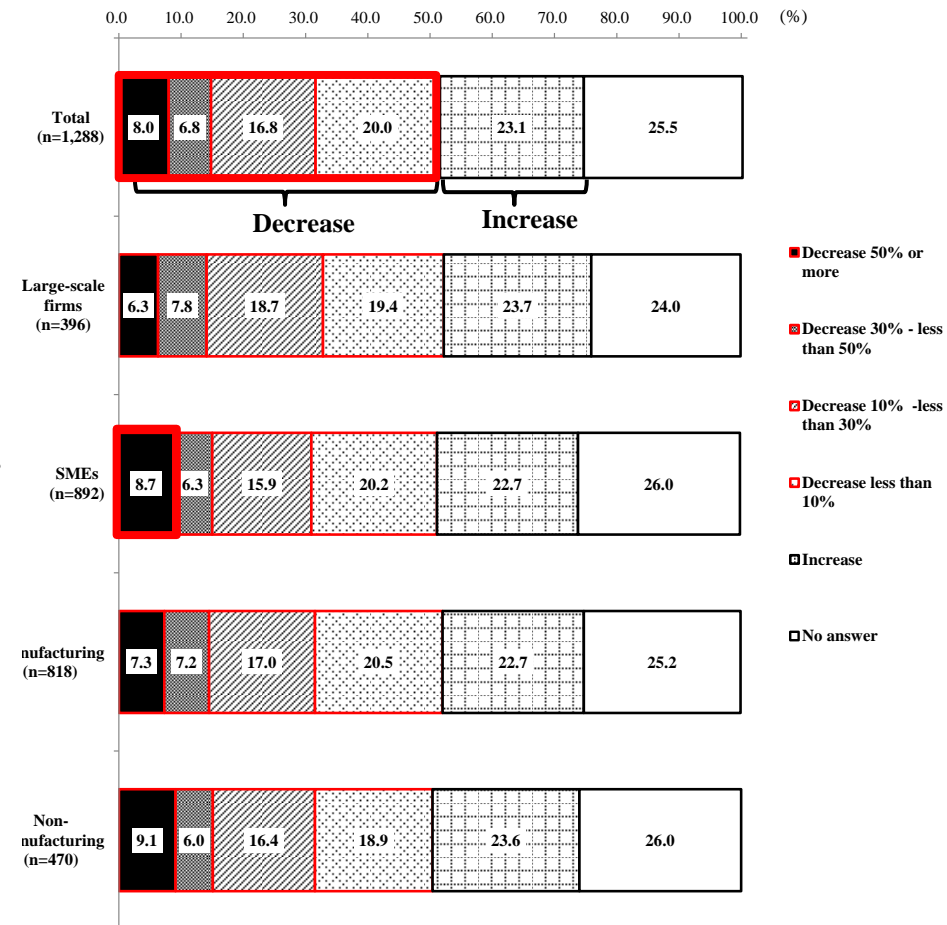 0.0 10.0 20.0 30.0 40.0 50.0 60.0 70.0 80.0 90.0 100.0 (%)
Total
(n=1,288)
8.0 6.8 16.8 20.0 23.1 25.5
Decrease Increase
Large-scale
firms
(n=396)
6.3 7.8 18.7 19.4 23.7 24.0
SMEs
(n=892)
8.7 6.3 15.9 20.2 22.7 26.0
nufacturing
(n=818)
7.3 7.2 17.0 20.5 22.7 25.2
Non-
nufacturing
(n=470)
9.1 6.0 16.4 18.9 23.6 26.0
Decrease 50% or
more
Decrease 30% - less
than 50%
Decrease 10% -less
than 30%
Decrease less than
10%
Increase
No answer